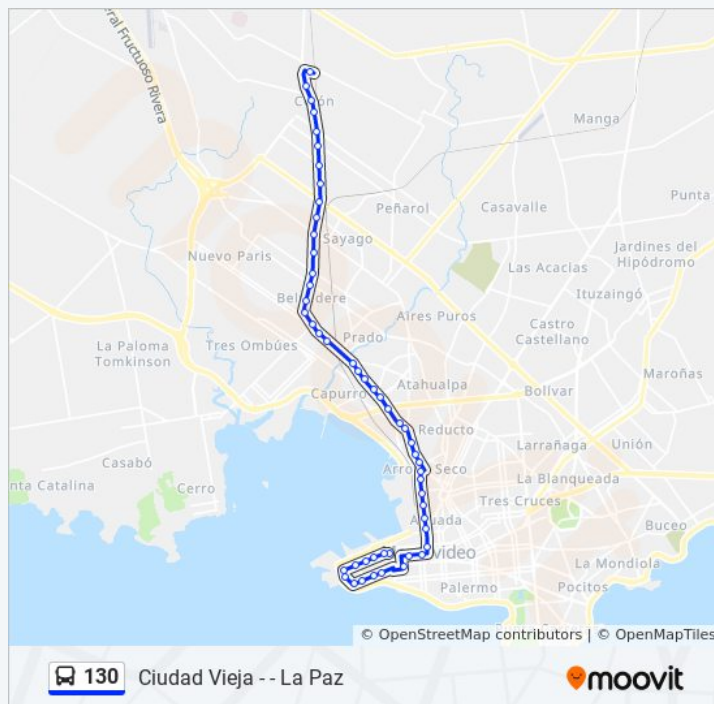 eral Fructuoso Rivera
Colón
Manga
Peñarol
Casavalle
Punta
Sayago
Nuevo Paris
Jardines del
Hipódromo
Las Acacias
Ituzaingó
Belvedere
Aires Puros
Castro
Castellano
La Paloma
Tomkinson
Tres Ombúes
Prado
Maroñas
Atahualpa
Capurro
Bolivar
Reducto
Larrañaga
Unión
Casabó
Arroyo Seco
La Blanqueada
nta Catalina
Cerro
Tres Cruces
Aguada
Buceo
video
La Mondiola
Palermo
Pocitos
© OpenStreetMap contributors | © OpenMapTiles
130 Ciudad Vieja - - La Paz
moovit